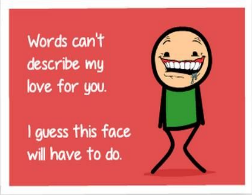 Words can't
describe my
love for you.
I guess this face
will have to do.